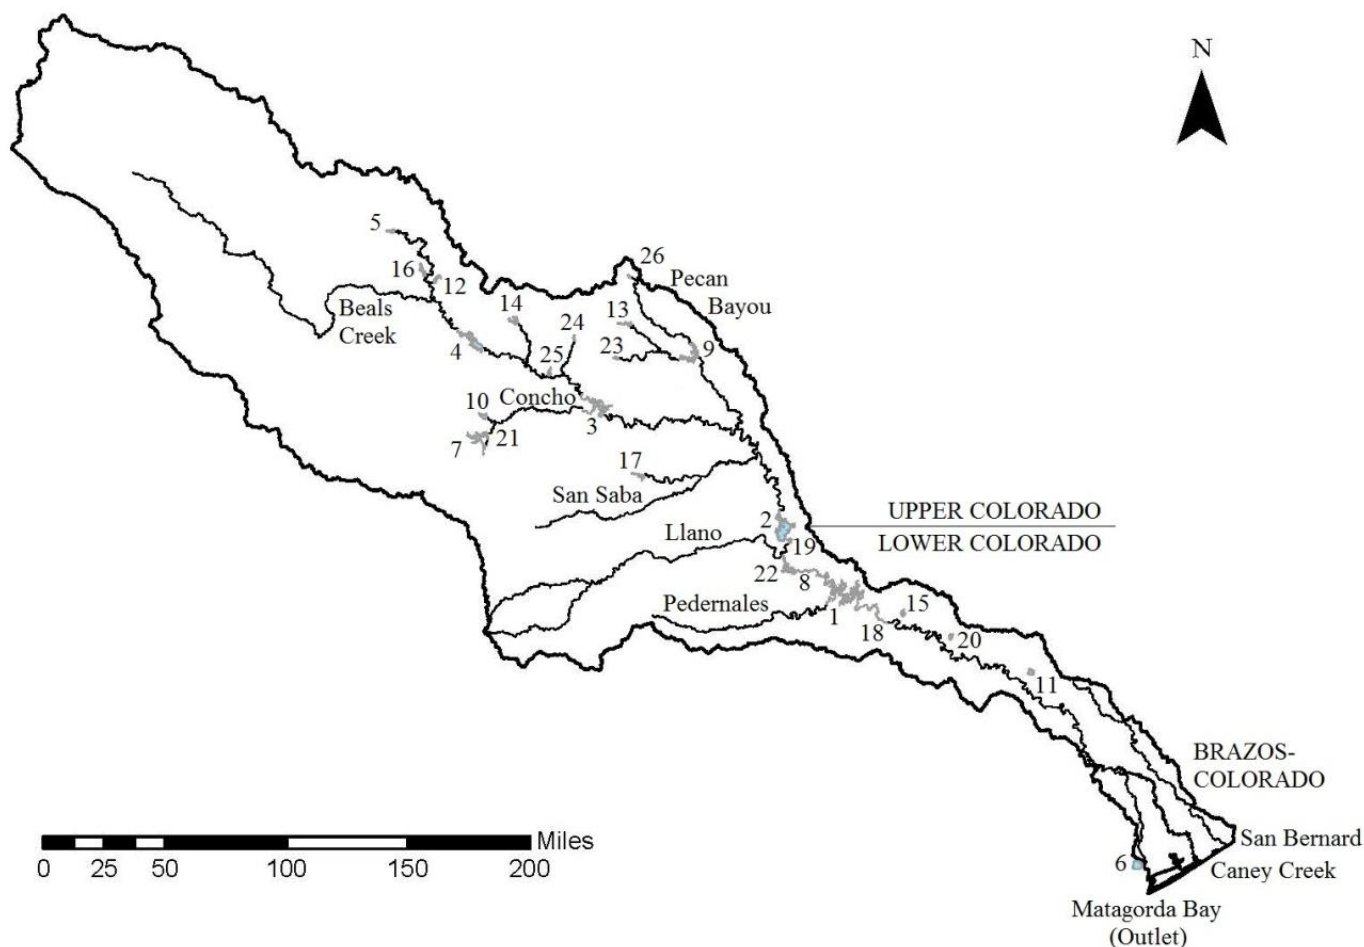 N
5
26
Pecan
Bayou
16
12
Beals
Creek
14
13
24
4
25
23
9
10
Concho
3
7
21
17
San Saba
2
UPPER COLORADO
Llano
19
LOWER COLORADO
22
8
Pedernales
1
15
18
20
11
BRAZOS-
COLORADO
Miles
0 25 50 100 150 200
San Bernard
6
Caney Creek
Matagorda Bay
(Outlet)